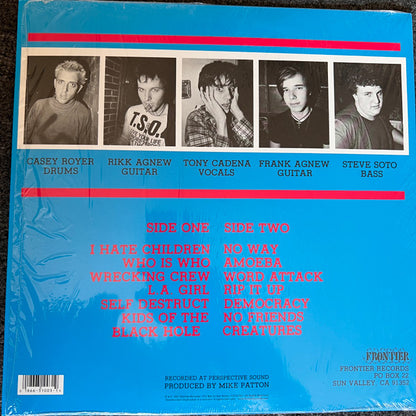 T.S.O.L.
CASEY ROYER RIKK AGNEW TONY CADENA FRANK AGNEW STEVE SOTO
DRUMS GUITAR VOCALS GUITAR BASS
SIDE ONE SIDE TWO
I HATE CHILDREN NO WAY
WHO IS WHO AMOEBA
WRECKING CREW WORD ATTACK
L.A. GIRL RIP IT UP
SELF DESTRUCT DEMOCRACY
KIDS OF THE NO FRIENDS
BLACK HOLE CREATURES
FRONTIER
RECORDED AT PERSPECTIVE SOUND
PRODUCED BY MIKE PATTON
FRONTIER RECORDS
PO BOX 22
SUN VALLEY, CA 91352